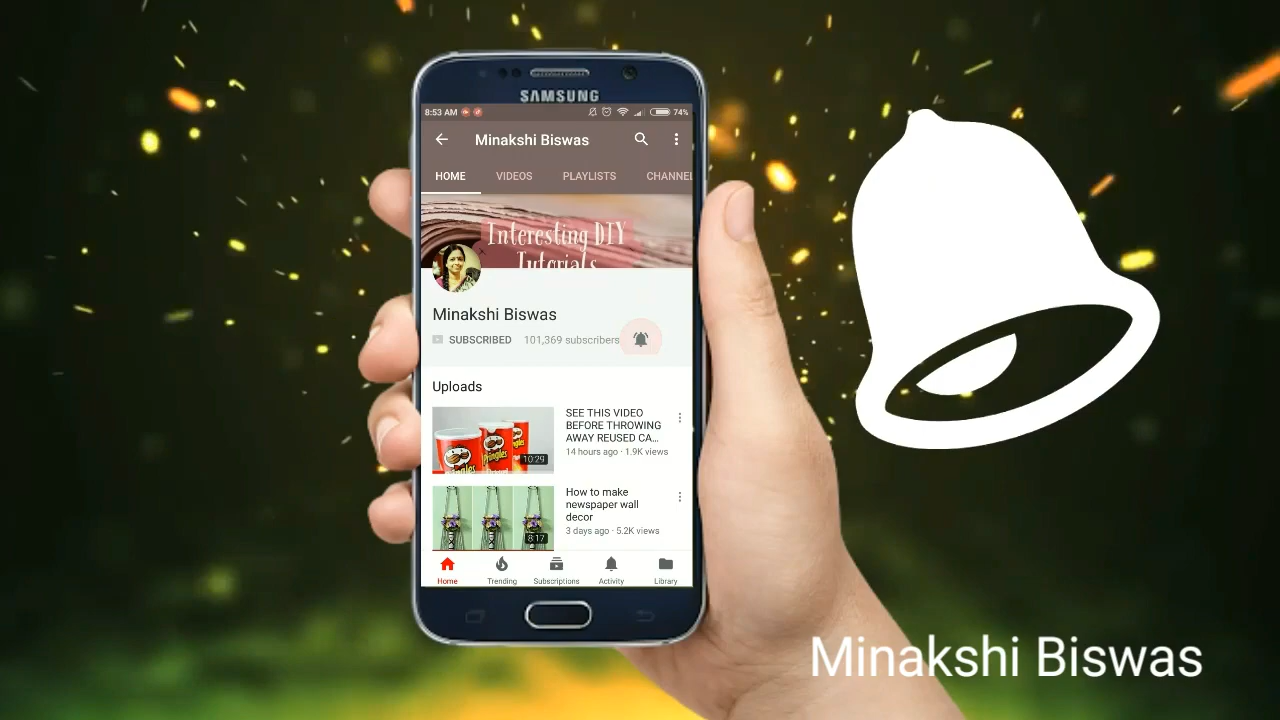 SAMSUNG
8:53 AM
74%
Minakshi Biswas
HOME VIDEOS PLAYLISTS CHANNEL
Interesting DIY
Tutorials
Minakshi Biswas
SUBSCRIBED 101,369 subscribers
Uploads
SEE THIS VIDEO
BEFORE THROWING
AWAY REUSED CA...
14 hours ago · 1.9K views
Pringles
Pringles
10:29
How to make
newspaper wall
decor
3 days ago · 5.2K views
8:17
Home Trending Subscriptions Activity Library
Minakshi Biswas